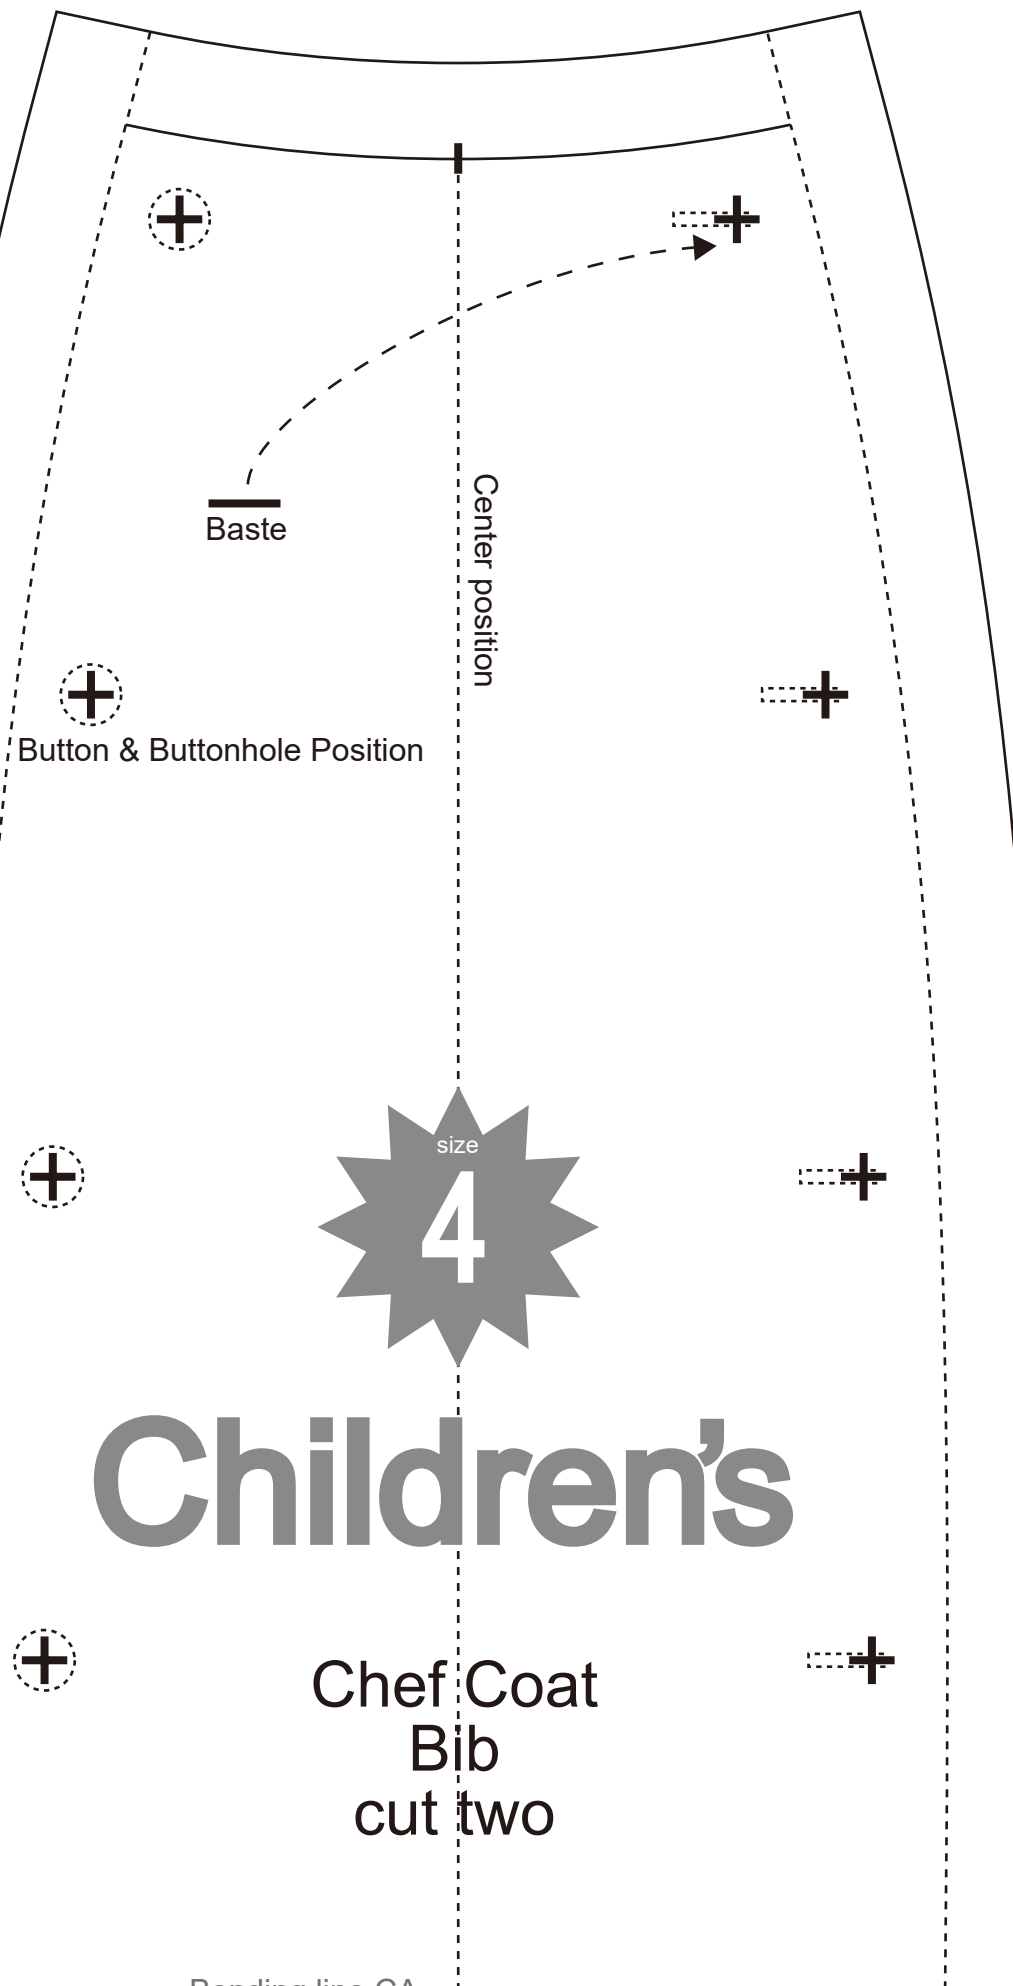 Baste
Center position
Button & Buttonhole Position
size
4
Children's
Chef Coat
Bib
cut two